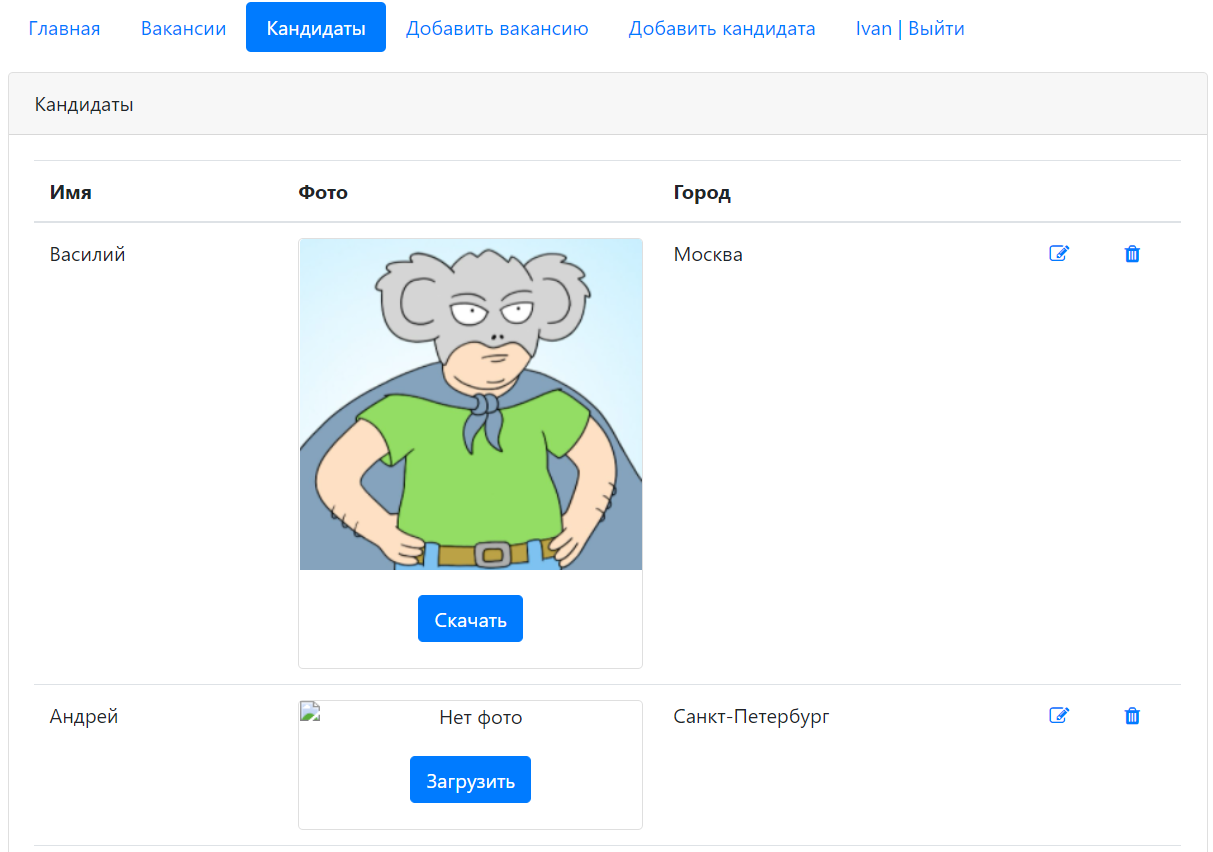 Главная Вакансии Кандидаты Добавить вакансию Добавить кандидата Ivan | Выйти
Кандидаты
Имя Фото Город
Василий Москва
Скачать
Андрей Нет фото Санкт-Петербург
Загрузить